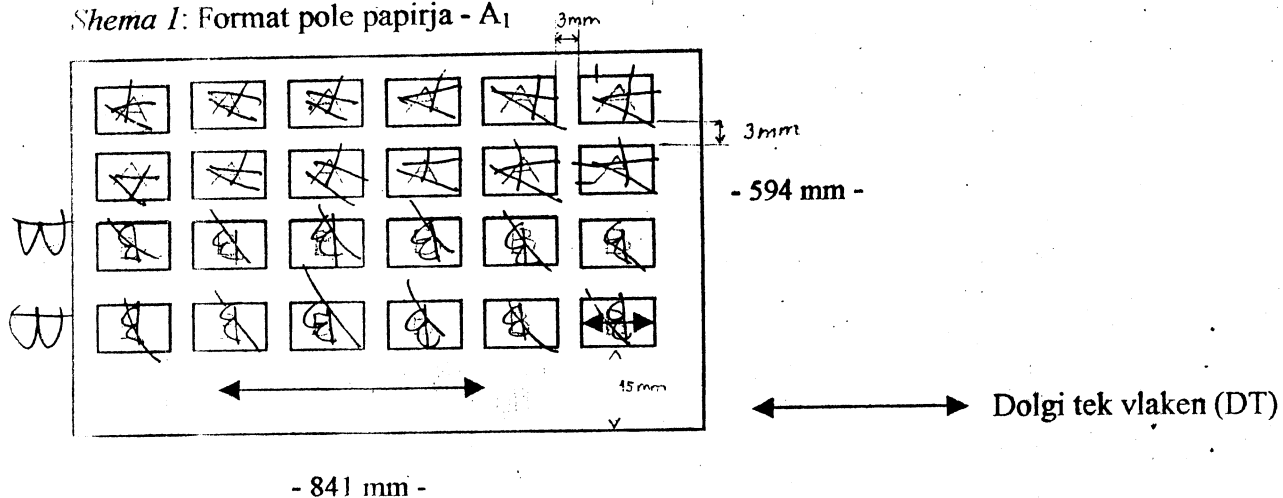 Shema 1: Format pole papirja - A1
3mm
A A A A A A
3mm
A A A A A A
- 594 mm -
B B B B B B B
B B B B B B B
15 mm
Dolgi tek vlaken (DT)
- 841 mm -